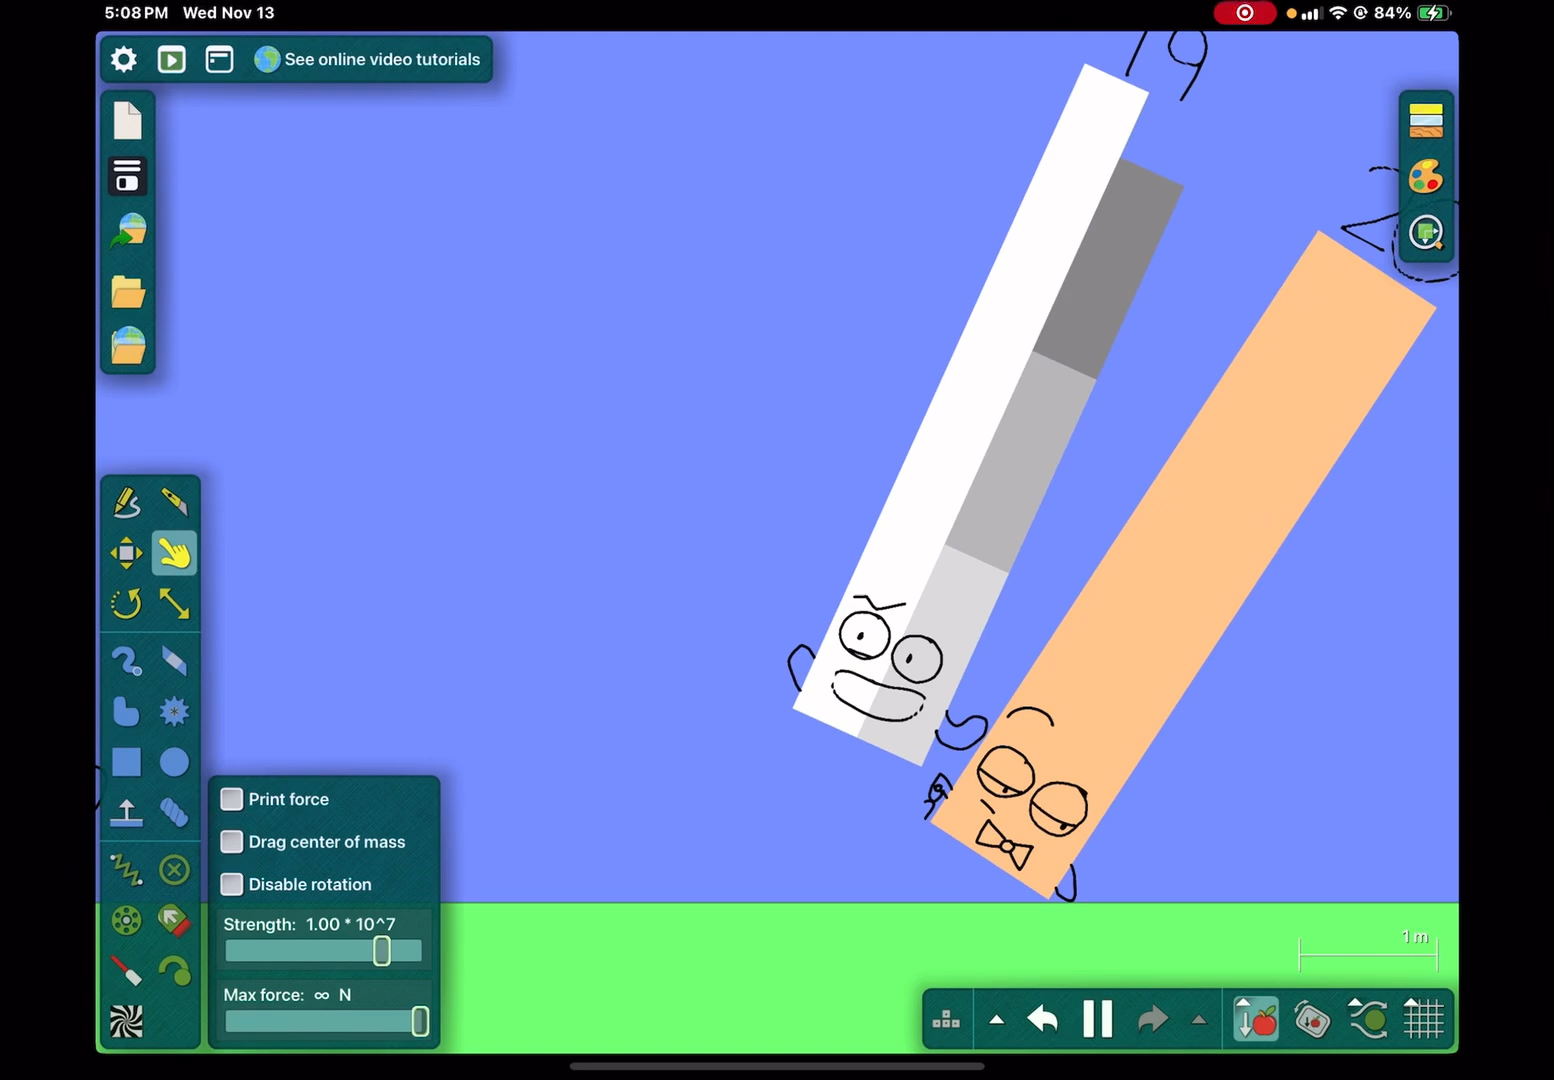 5:08 PM Wed Nov 13
84%
See online video tutorials
19
Print force
Drag center of mass
Disable rotation
Strength: 1.00 * 10^7
Max force: ∞ N
1 m